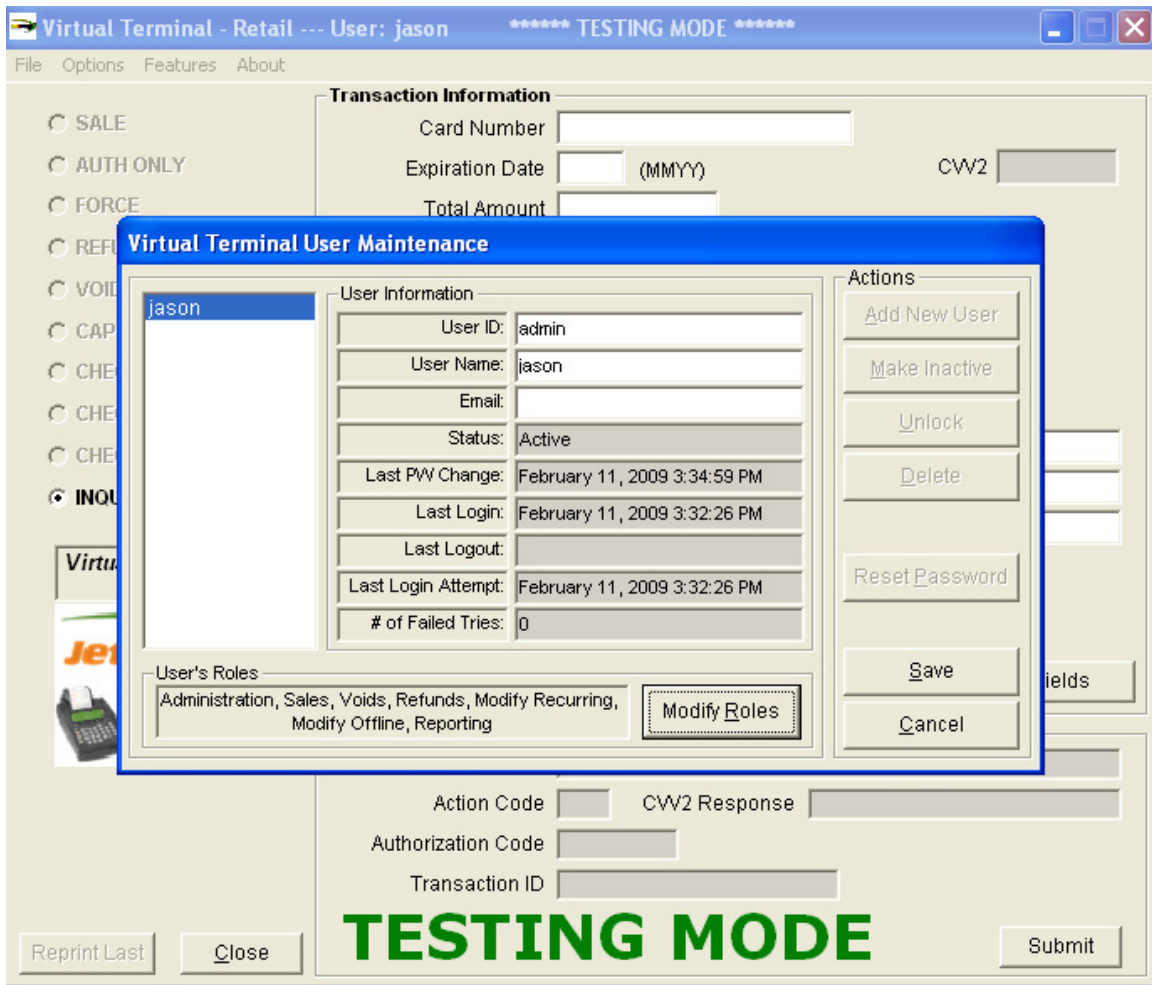 Virtual Terminal - Retail --- User: jason ****** TESTING MODE ******
File Options Features About
Transaction Information
SALE
Card Number
AUTH ONLY
Expiration Date (MMYY) CVV2
FORCE
Total Amount
Virtual Terminal User Maintenance
VOID
CAP
CHE
CHE
CHE
jason
User Information
User ID: admin
User Name: jason
Email:
Status: Active
Last PW Change: February 11, 2009 3:34:59 PM
Last Login: February 11, 2009 3:32:26 PM
Last Logout:
Last Login Attempt: February 11, 2009 3:32:26 PM
# of Failed Tries: 0
User's Roles
Administration, Sales, Voids, Refunds, Modify Recurring,
Modify Offline, Reporting
Modify Roles
Actions
Add New User
Make Inactive
Unlock
Delete
Reset Password
Save
Cancel
ields
Action Code CVV2 Response
Authorization Code
Transaction ID
TESTING MODE
Reprint Last Close Submit